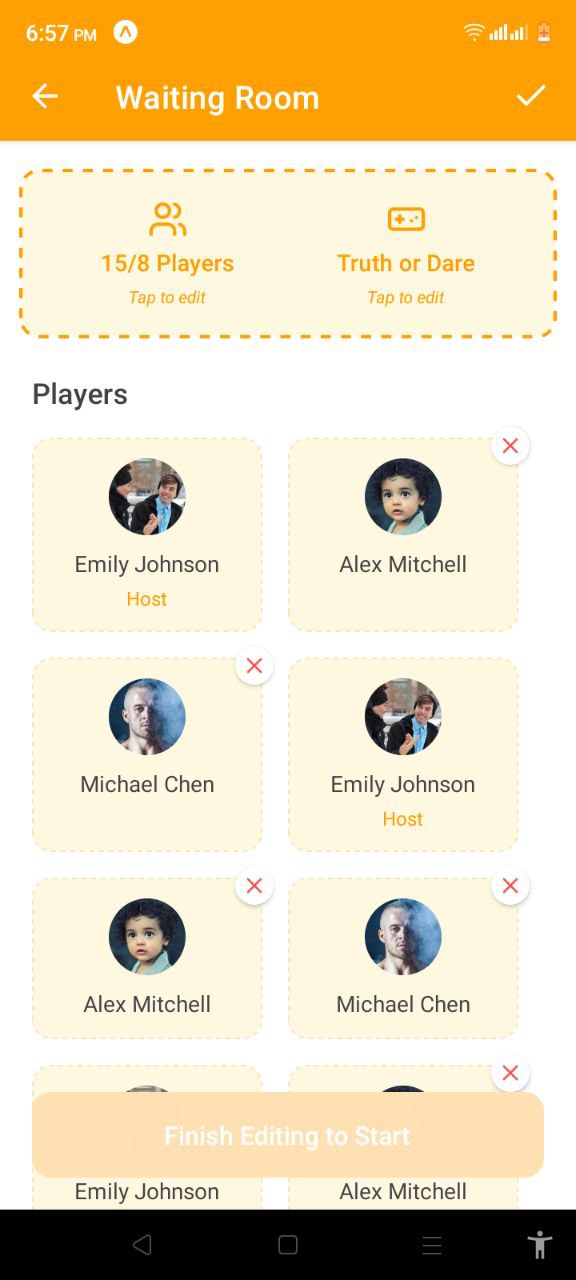 6:57 PM
Waiting Room
15/8 Players
Truth or Dare
Tap to edit
Tap to edit
Players
Emily Johnson
Host
Alex Mitchell
Michael Chen
Emily Johnson
Host
Alex Mitchell
Michael Chen
Finish Editing to Start
Emily Johnson
Alex Mitchell